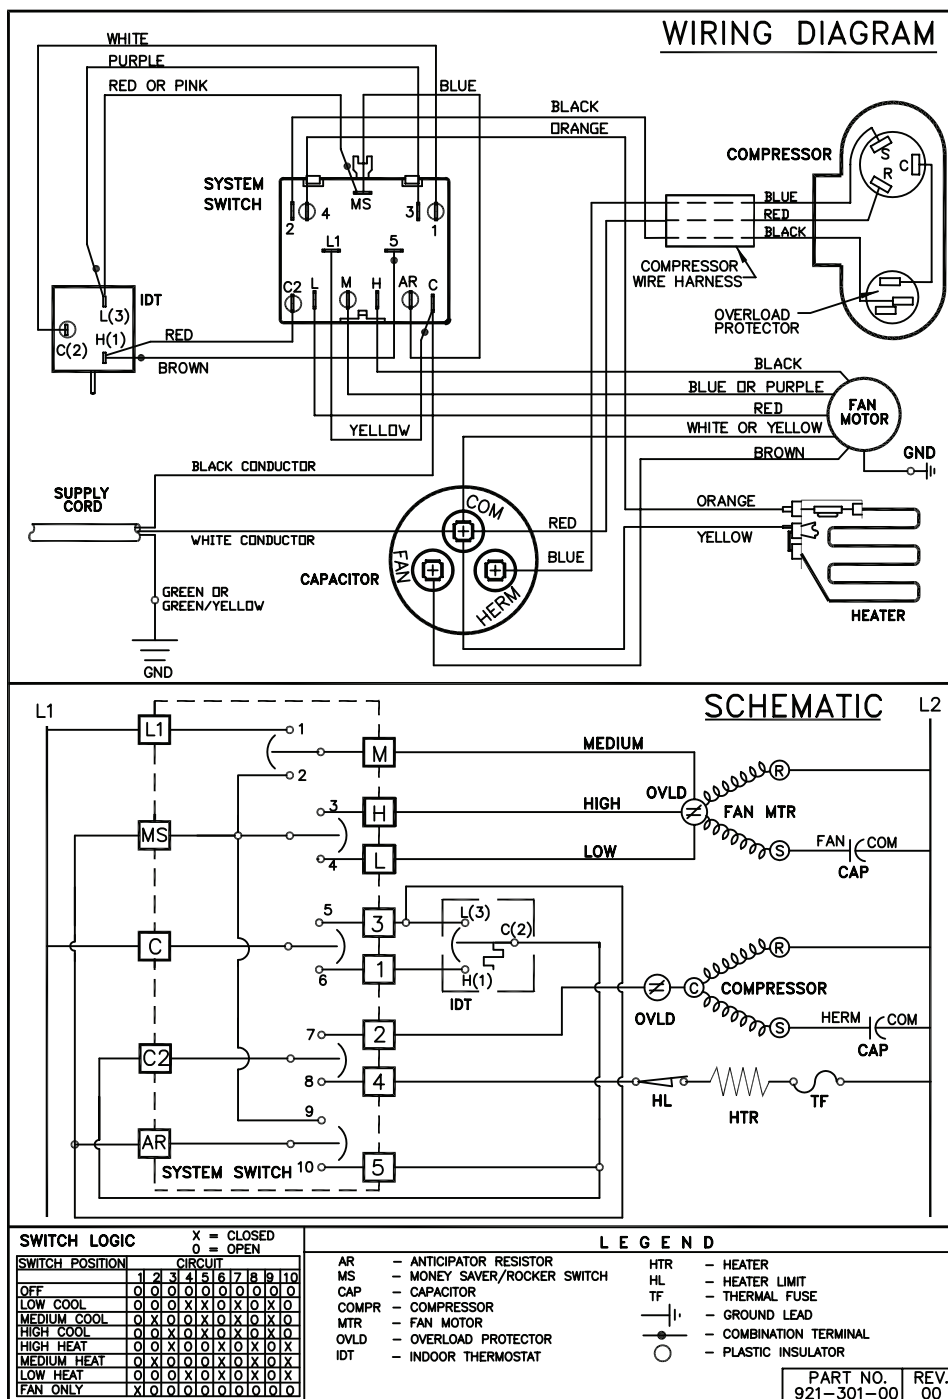 WIRING DIAGRAM
WHITE
PURPLE
RED OR PINK
BLUE
BLACK
ORANGE
COMPRESSOR
S
C
R
SYSTEM
SWITCH
MS
2
4
3
1
L1
5
C2
L
M
H
AR
C
BLUE
RED
BLACK
COMPRESSOR
WIRE HARNESS
OVERLOAD
PROTECTOR
IDT
L(3)
H(1)
C(2)
RED
BROWN
BLACK
BLUE OR PURPLE
RED
WHITE OR YELLOW
BROWN
FAN
MOTOR
GND
YELLOW
BLACK CONDUCTOR
SUPPLY
CORD
WHITE CONDUCTOR
COM
FAN
HERM
CAPACITOR
RED
BLUE
ORANGE
YELLOW
HEATER
GREEN OR
GREEN/YELLOW
GND
SCHEMATIC
L1
L2
L1
1
2
M
MEDIUM
MS
3
4
H
HIGH
L
LOW
OVLD
FAN MTR
R
S
FAN
COM
CAP
C
5
6
3
1
L(3)
C(2)
H(1)
IDT
OVLD
C
COMPRESSOR
R
S
HERM
COM
CAP
C2
7
8
2
4
HL
HTR
TF
AR
9
10
5
SYSTEM SWITCH
SWITCH LOGIC
X = CLOSED
O = OPEN
SWITCH POSITION CIRCUIT
1 2 3 4 5 6 7 8 9 10
OFF O O O O O O O O O O
LOW COOL O O O X X O X O X O
MEDIUM COOL O X O O X O X O X O
HIGH COOL O O X O X O X O X O
HIGH HEAT O O X O O X O X O X
MEDIUM HEAT O X O O O X O X O X
LOW HEAT O O O X O X O X O X
FAN ONLY X O O O O O O O O O
LEGEND
AR – ANTICIPATOR RESISTOR
MS – MONEY SAVER/ROCKER SWITCH
CAP – CAPACITOR
COMPR – COMPRESSOR
MTR – FAN MOTOR
OVLD – OVERLOAD PROTECTOR
IDT – INDOOR THERMOSTAT
HTR – HEATER
HL – HEATER LIMIT
TF – THERMAL FUSE
– GROUND LEAD
– COMBINATION TERMINAL
– PLASTIC INSULATOR
PART NO. REV.
921-301-00 00